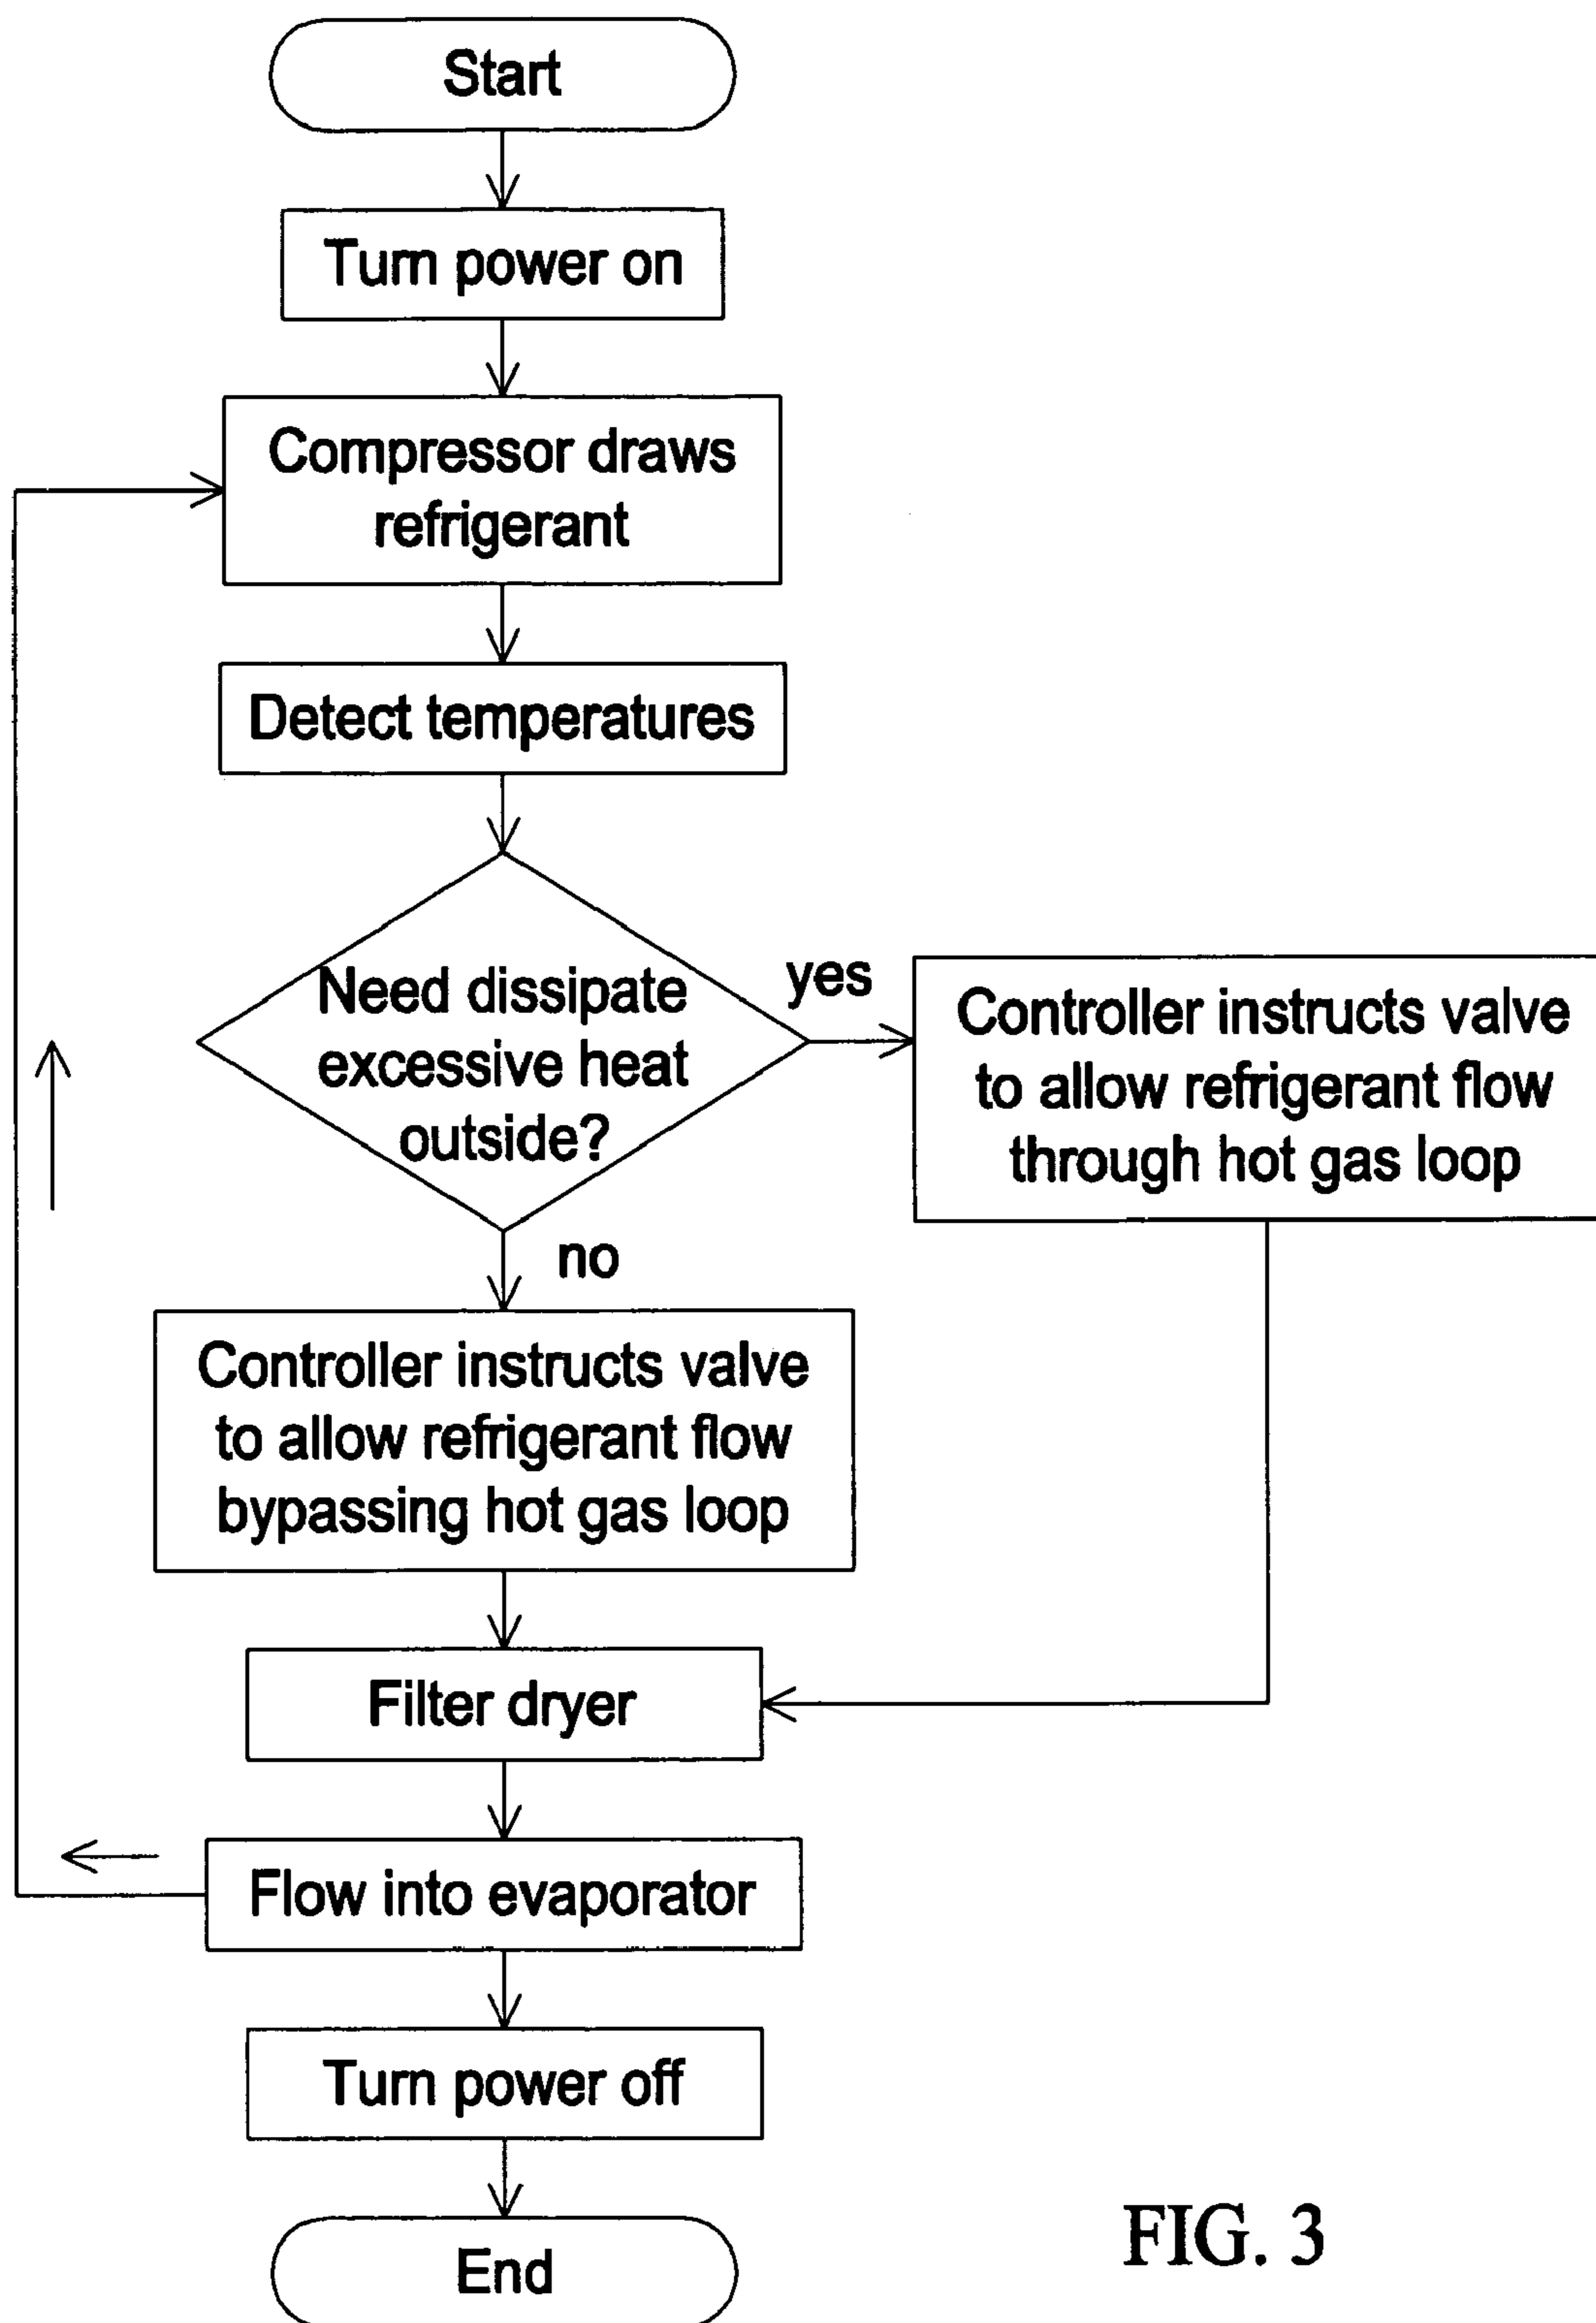 Start
Turn power on
Compressor draws
refrigerant
Detect temperatures
Need dissipate
excessive heat
outside?
yes
Controller instructs valve
to allow refrigerant flow
through hot gas loop
no
Controller instructs valve
to allow refrigerant flow
bypassing hot gas loop
Filter dryer
Flow into evaporator
Turn power off
End
FIG. 3